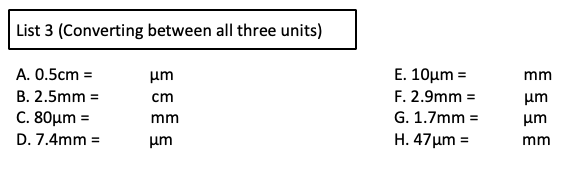 List 3 (Converting between all three units)
A. 0.5cm = µm
B. 2.5mm = cm
C. 80µm = mm
D. 7.4mm = µm
E. 10µm = mm
F. 2.9mm = µm
G. 1.7mm = µm
H. 47µm = mm